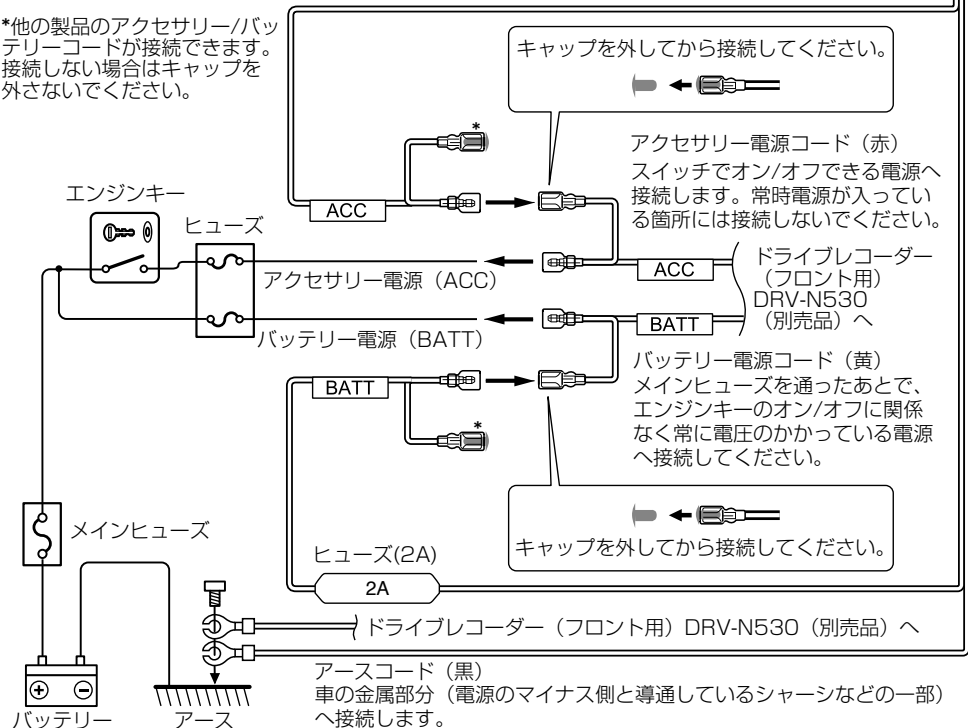 *他の製品のアクセサリー/バッ
テリーコードが接続できます。
接続しない場合はキャップを
外さないでください。
キャップを外してから接続してください。
*
アクセサリー電源コード（赤）
スイッチでオン/オフできる電源へ
接続します。常時電源が入ってい
る箇所には接続しないでください。
エンジンキー
ヒューズ
ACC
アクセサリー電源（ACC）
ACC
ドライブレコーダー
（フロント用）
DRV-N530
（別売品）へ
バッテリー電源（BATT）
BATT
バッテリー電源コード（黄）
メインヒューズを通ったあとで、
エンジンキーのオン/オフに関係
なく常に電圧のかかっている電源
へ接続してください。
BATT
*
キャップを外してから接続してください。
メインヒューズ
ヒューズ(2A)
2A
ドライブレコーダー（フロント用）DRV-N530（別売品）へ
アースコード（黒）
車の金属部分（電源のマイナス側と導通しているシャーシなどの一部）
へ接続します。
+ −
バッテリー
アース